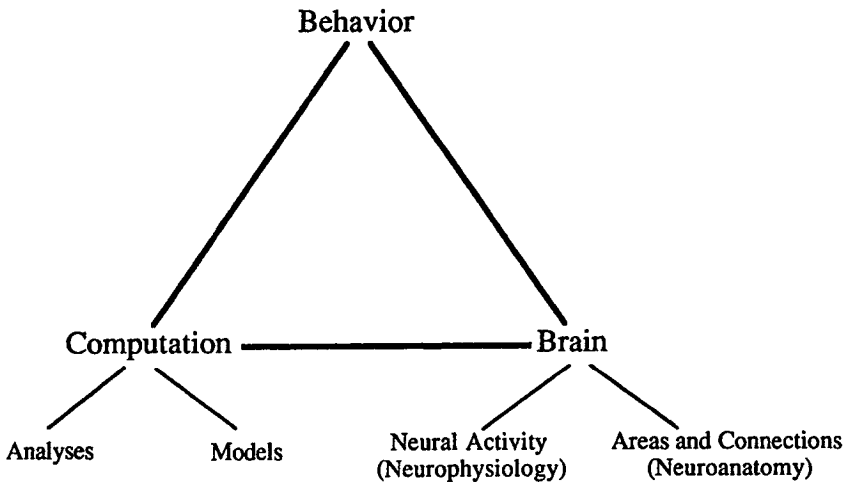 Behavior
Computation
Brain
Analyses
Models
Neural Activity
(Neurophysiology)
Areas and Connections
(Neuroanatomy)